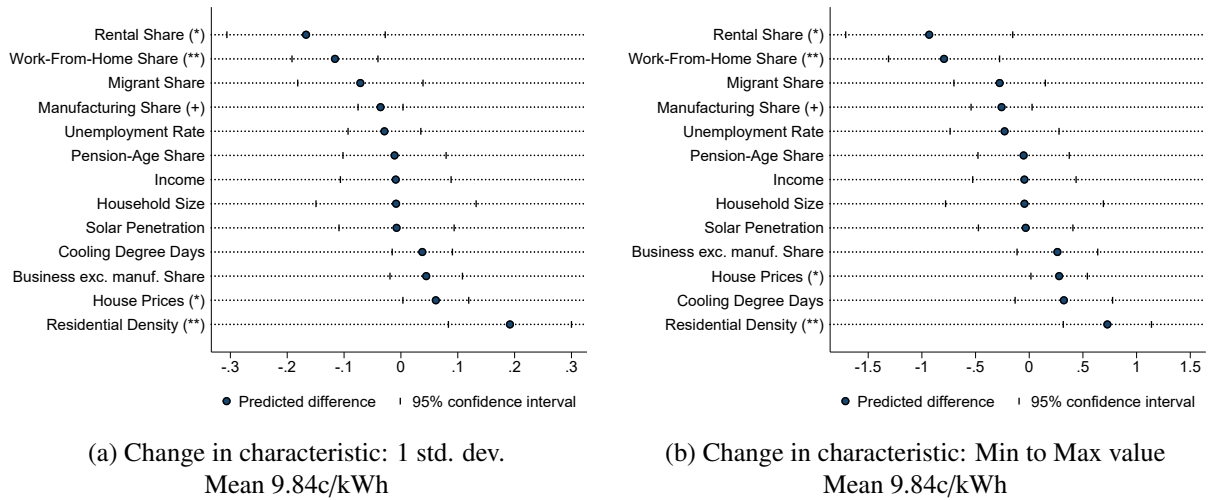 Rental Share (*)
Work-From-Home Share (**)
Migrant Share
Manufacturing Share (+)
Unemployment Rate
Pension-Age Share
Income
Household Size
Solar Penetration
Cooling Degree Days
Business exc. manuf. Share
House Prices (*)
Residential Density (**)
-.3 -.2 -.1 0 .1 .2 .3
Predicted difference 95% confidence interval
(a) Change in characteristic: 1 std. dev.
Mean 9.84c/kWh
Rental Share (*)
Work-From-Home Share (**)
Migrant Share
Manufacturing Share (+)
Unemployment Rate
Pension-Age Share
Income
Household Size
Solar Penetration
Business exc. manuf. Share
House Prices (*)
Cooling Degree Days
Residential Density (**)
-1.5 -1 -.5 0 .5 1 1.5
Predicted difference 95% confidence interval
(b) Change in characteristic: Min to Max value
Mean 9.84c/kWh